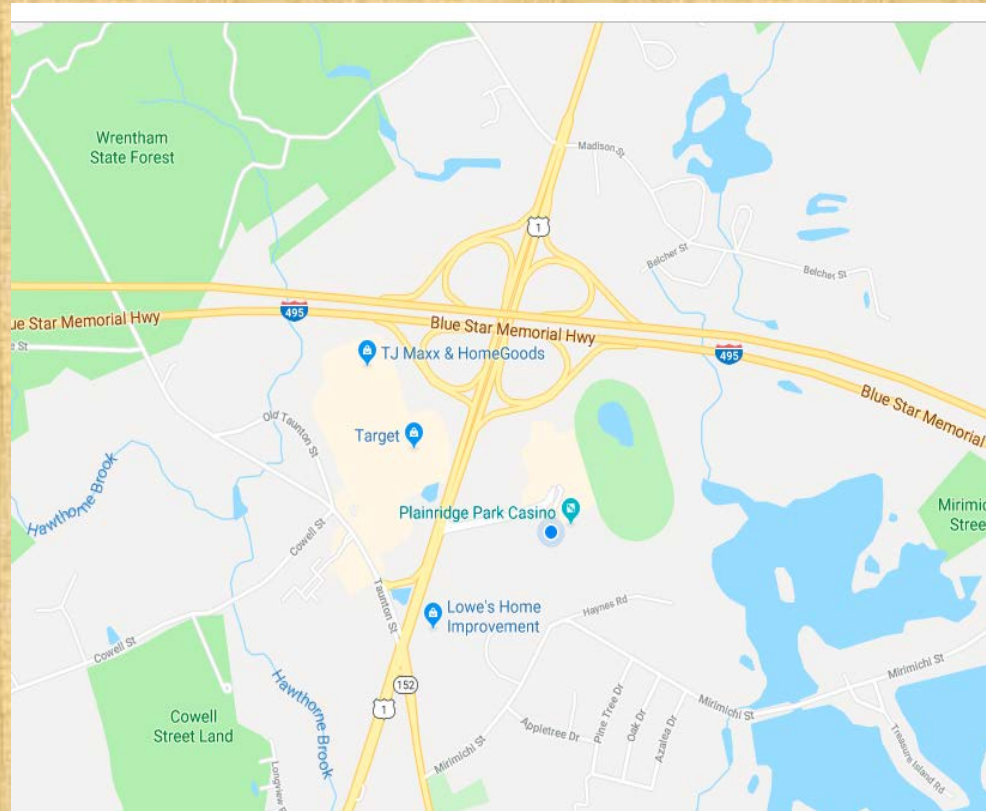 Wrentham
State Forest
Madison St
1
Belcher St
Belcher St
495
Blue Star Memorial Hwy
ue Star Memorial Hwy
e St
TJ Maxx & HomeGoods
495
Blue Star Memorial
Old Taunton St
Target
Hawthorne Brook
Plainridge Park Casino
Mirimic
Stree
Cowell St
Taunton St
Lowe's Home
Improvement
Haynes Rd
Cowell St
Mirimichi St
152
Hawthorne Brook
1
Cowell
Street Land
Pine Tree Dr
Oak Dr
Azalea Dr
Mirimichi St
Appletree Dr
Treasure Island Rd
Mirimichi St
Longview